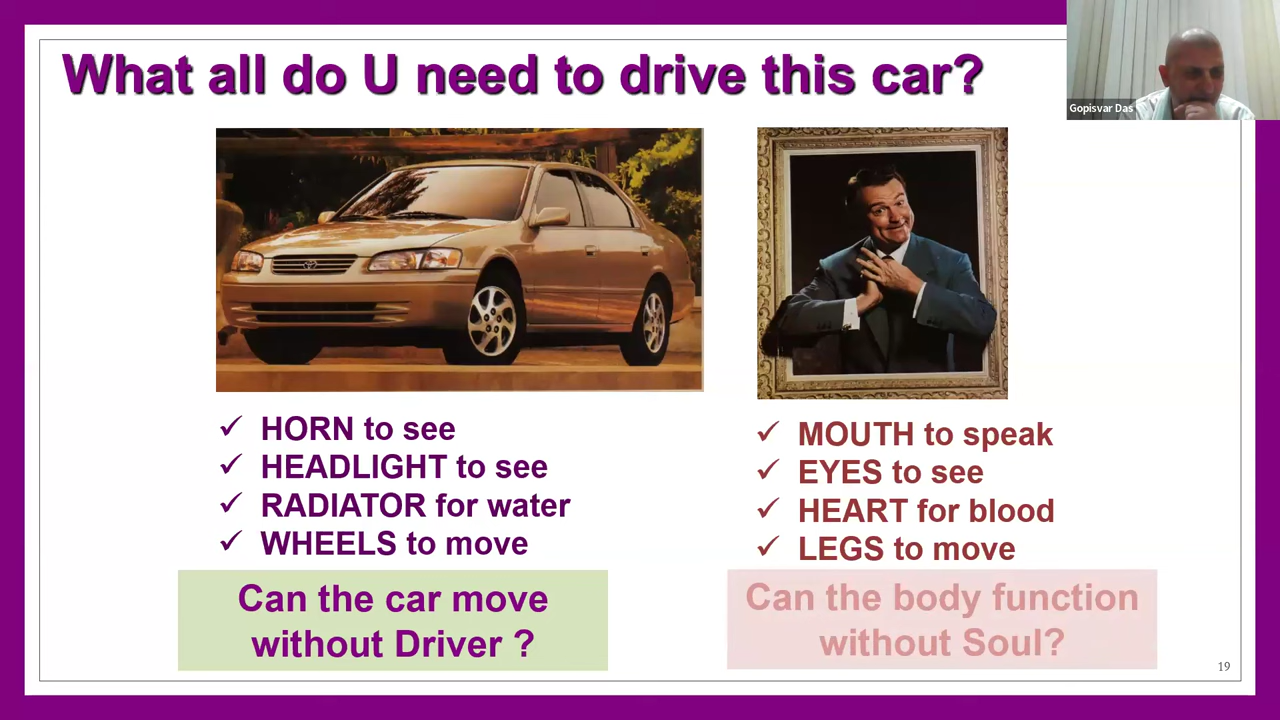 What all do U need to drive this car?
Gopisvar Das
✓ HORN to see
✓ HEADLIGHT to see
✓ RADIATOR for water
✓ WHEELS to move
Can the car move
without Driver ?
✓ MOUTH to speak
✓ EYES to see
✓ HEART for blood
✓ LEGS to move
Can the body function
without Soul?
19